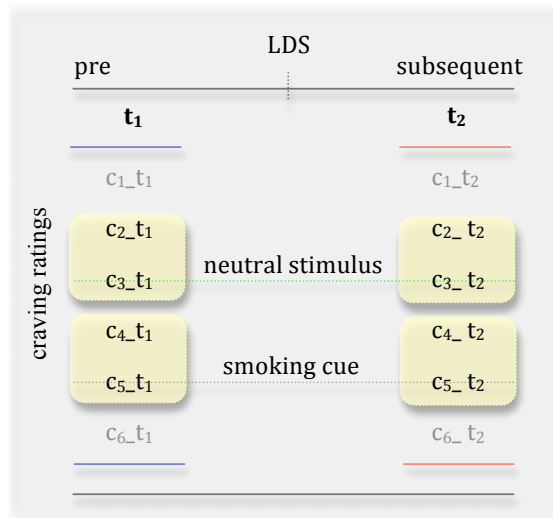 LDS
pre subsequent
t₁ t₂
c₁_t₁ c₁_t₂
c₂_t₁ c₂_ t₂
neutral stimulus
c₃_t₁ c₃_ t₂
craving ratings
c₄_t₁ c₄_ t₂
smoking cue
c₅_t₁ c₅_ t₂
c₆_t₁ c₆_ t₂